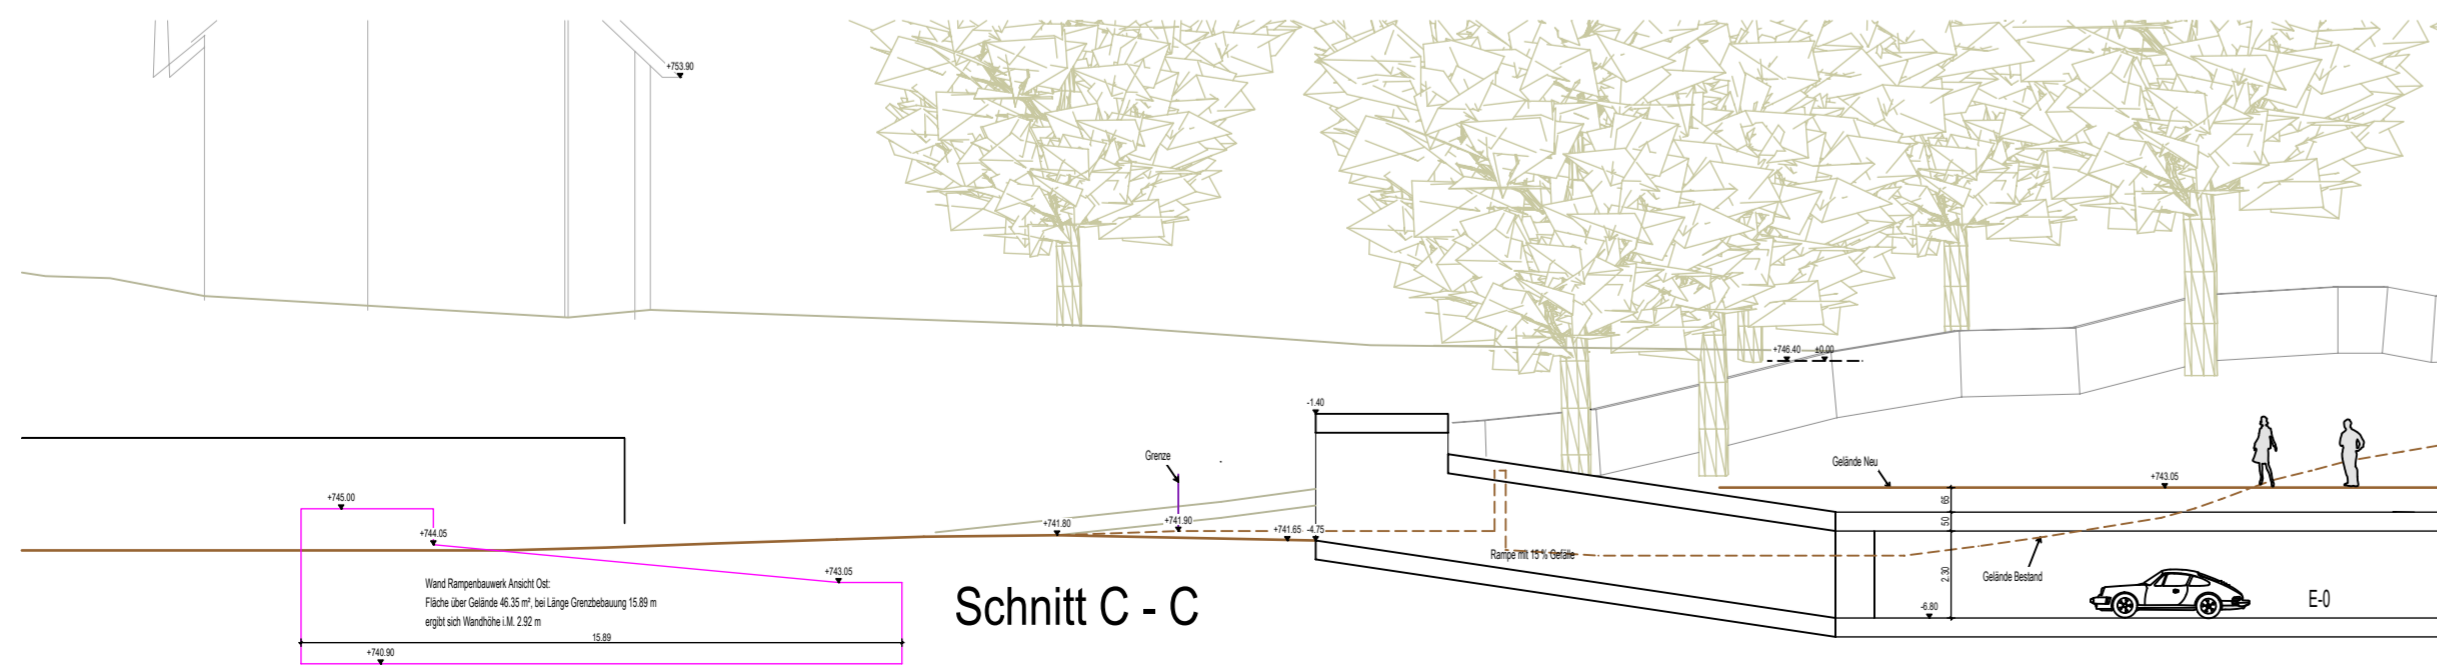 +753.90
+746.40 ±0.00
-1.40
Grenze
Gelände Neu
+743.05
+745.00
65
50
+741.80
+741.90
+741.65 -4.75
+744.05
Rampe mit 15 % Gefälle
+743.05
2.30
Gelände Bestand
Wand Rampenbauwerk Ansicht Ost:
Fläche über Gelände 46.35 m², bei Länge Grenzbebauung 15.89 m
ergibt sich Wandhöhe i.M. 2.92 m
Schnitt C - C
-6.80
E-0
15.89
+740.90